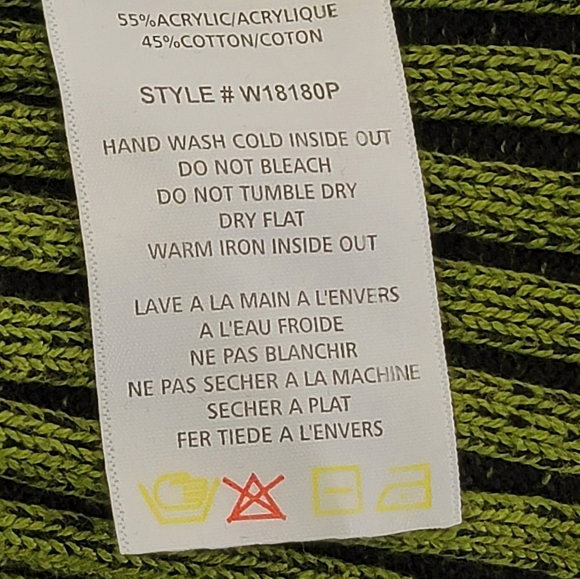 55%ACRYLIC/ACRYLIQUE
45%COTTON/COTON
STYLE # W18180P
HAND WASH COLD INSIDE OUT
DO NOT BLEACH
DO NOT TUMBLE DRY
DRY FLAT
WARM IRON INSIDE OUT
LAVE A LA MAIN A L'ENVERS
A L'EAU FROIDE
NE PAS BLANCHIR
NE PAS SECHER A LA MACHINE
SECHER A PLAT
FER TIEDE A L'ENVERS